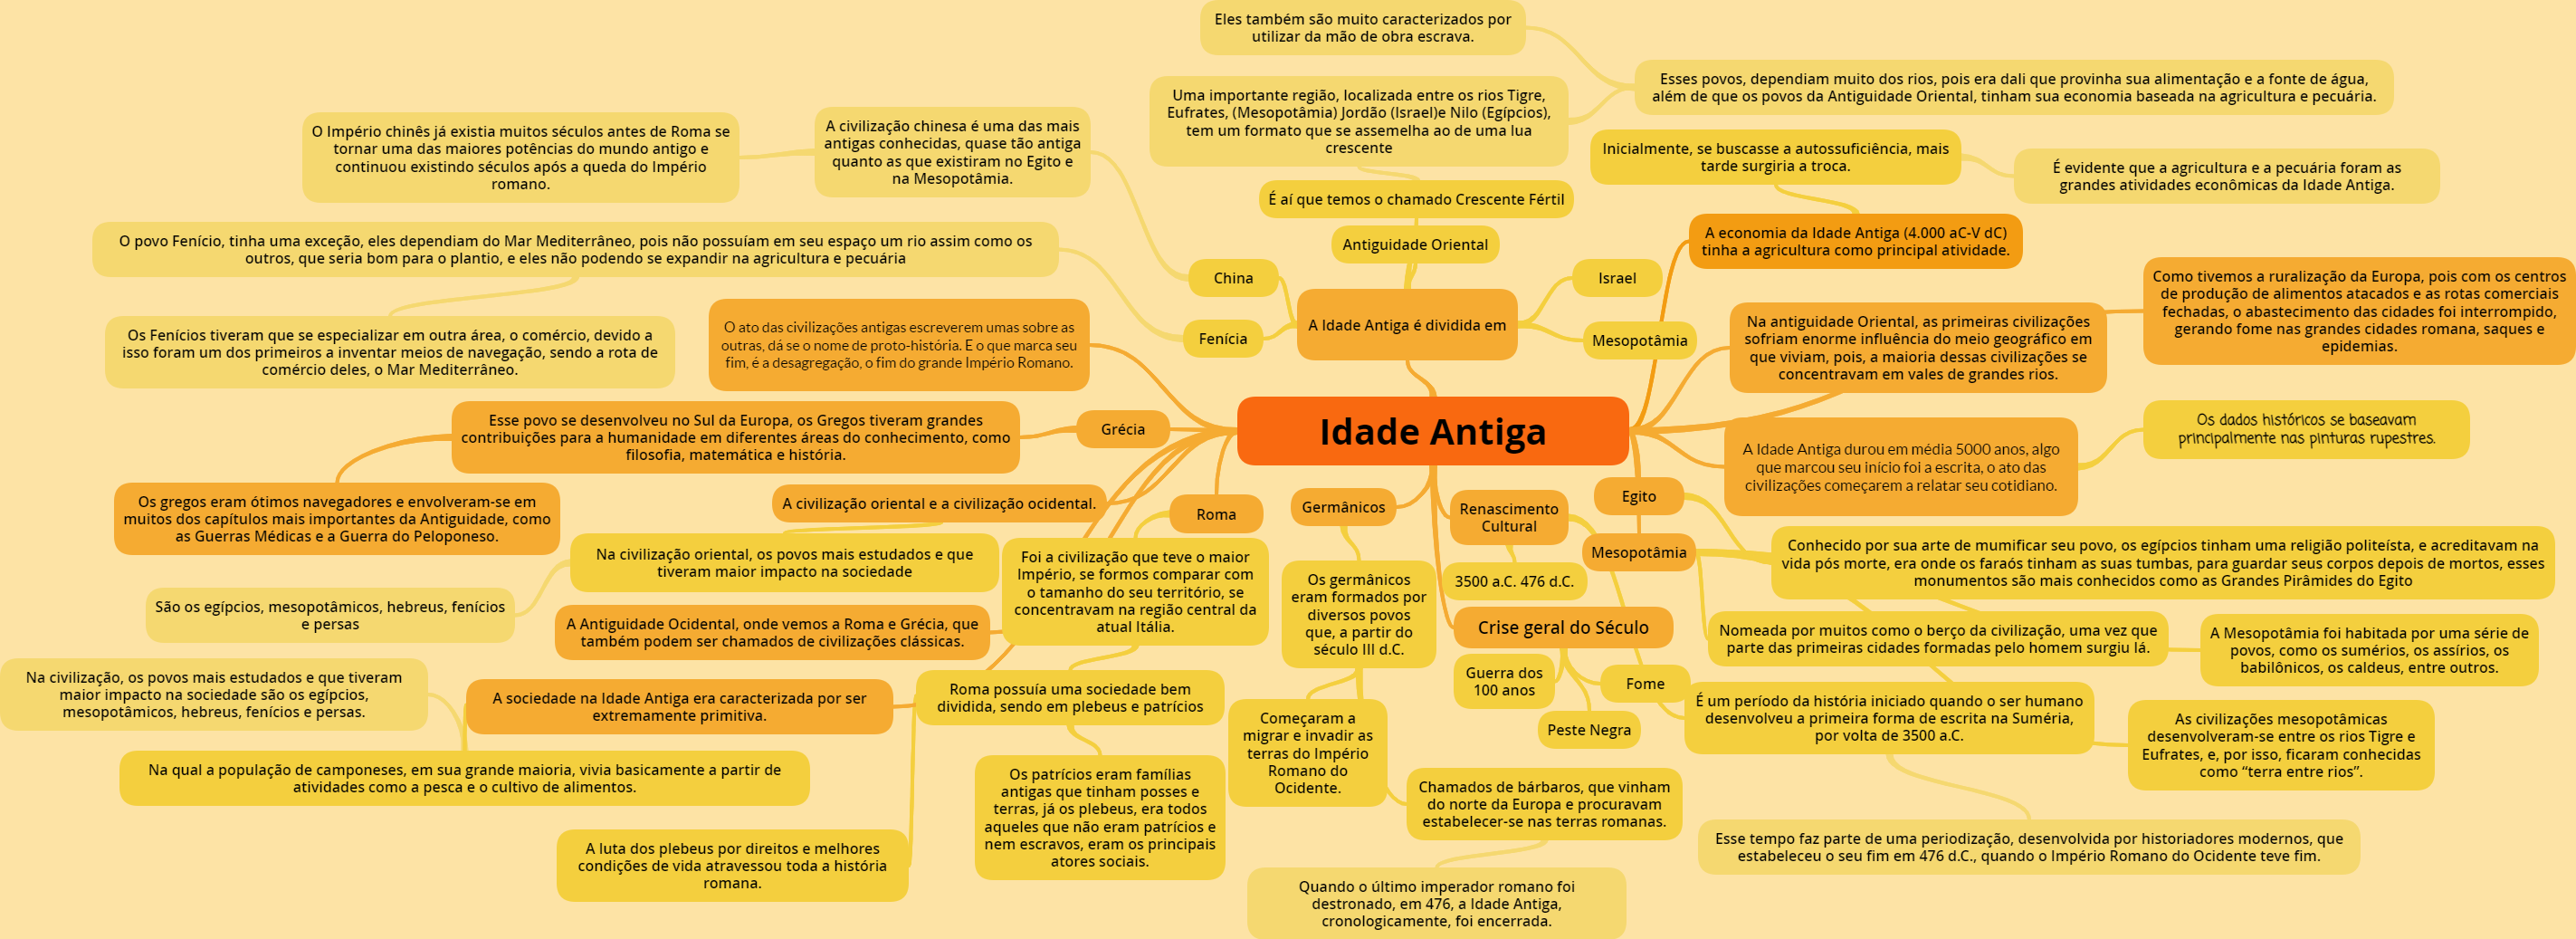 Eles também são muito caracterizados por
utilizar da mão de obra escrava.
Esses povos, dependiam muito dos rios, pois era dali que provinha sua alimentação e a fonte de água,
além de que os povos da Antiguidade Oriental, tinham sua economia baseada na agricultura e pecuária.
Uma importante região, localizada entre os rios Tigre,
Eufrates, (Mesopotâmia) Jordão (Israel)e Nilo (Egípcios),
tem um formato que se assemelha ao de uma lua
crescente
O Império chinês já existia muitos séculos antes de Roma se
tornar uma das maiores potências do mundo antigo e
continuou existindo séculos após a queda do Império
romano.
A civilização chinesa é uma das mais
antigas conhecidas, quase tão antiga
quanto as que existiram no Egito e
na Mesopotâmia.
Inicialmente, se buscasse a autossuficiência, mais
tarde surgiria a troca.
É evidente que a agricultura e a pecuária foram as
grandes atividades econômicas da Idade Antiga.
É aí que temos o chamado Crescente Fértil
Antiguidade Oriental
A economia da Idade Antiga (4.000 aC-V dC)
tinha a agricultura como principal atividade.
O povo Fenício, tinha uma exceção, eles dependiam do Mar Mediterrâneo, pois não possuíam em seu espaço um rio assim como os
outros, que seria bom para o plantio, e eles não podendo se expandir na agricultura e pecuária
China
Israel
Como tivemos a ruralização da Europa, pois com os centros
de produção de alimentos atacados e as rotas comerciais
fechadas, o abastecimento das cidades foi interrompido,
gerando fome nas grandes cidades romana, saques e
epidemias.
O ato das civilizações antigas escreverem umas sobre as
outras, dá se o nome de proto-história. E o que marca seu
fim, é a desagregação, o fim do grande Império Romano.
A Idade Antiga é dividida em
Fenícia
Mesopotâmia
Na antiguidade Oriental, as primeiras civilizações
sofriam enorme influência do meio geográfico em
que viviam, pois, a maioria dessas civilizações se
concentravam em vales de grandes rios.
Os Fenícios tiveram que se especializar em outra área, o comércio, devido a
isso foram um dos primeiros a inventar meios de navegação, sendo a rota de
comércio deles, o Mar Mediterrâneo.
Idade Antiga
Esse povo se desenvolveu no Sul da Europa, os Gregos tiveram grandes
contribuições para a humanidade em diferentes áreas do conhecimento, como
filosofia, matemática e história.
Grécia
Os dados históricos se baseavam
principalmente nas pinturas rupestres.
A Idade Antiga durou em média 5000 anos, algo
que marcou seu início foi a escrita, o ato das
civilizações começarem a relatar seu cotidiano.
Os gregos eram ótimos navegadores e envolveram-se em
muitos dos capítulos mais importantes da Antiguidade, como
as Guerras Médicas e a Guerra do Peloponeso.
A civilização oriental e a civilização ocidental.
Roma
Germânicos
Renascimento
Cultural
Egito
Mesopotâmia
Na civilização oriental, os povos mais estudados e que
tiveram maior impacto na sociedade
Foi a civilização que teve o maior
Império, se formos comparar com
o tamanho do seu território, se
concentravam na região central da
atual Itália.
Os germânicos
eram formados por
diversos povos
que, a partir do
século III d.C.
3500 a.C. 476 d.C.
Conhecido por sua arte de mumificar seu povo, os egípcios tinham uma religião politeísta, e acreditavam na
vida pós morte, era onde os faraós tinham as suas tumbas, para guardar seus corpos depois de mortos, esses
monumentos são mais conhecidos como as Grandes Pirâmides do Egito
São os egípcios, mesopotâmicos, hebreus, fenícios
e persas
A Antiguidade Ocidental, onde vemos a Roma e Grécia, que
também podem ser chamados de civilizações clássicas.
Crise geral do Século
Nomeada por muitos como o berço da civilização, uma vez que
parte das primeiras cidades formadas pelo homem surgiu lá.
A Mesopotâmia foi habitada por uma série de
povos, como os sumérios, os assírios, os
babilônicos, os caldeus, entre outros.
Na civilização, os povos mais estudados e que tiveram
maior impacto na sociedade são os egípcios,
mesopotâmicos, hebreus, fenícios e persas.
A sociedade na Idade Antiga era caracterizada por ser
extremamente primitiva.
Roma possuía uma sociedade bem
dividida, sendo em plebeus e patrícios
Guerra dos
100 anos
Fome
Peste Negra
É um período da história iniciado quando o ser humano
desenvolveu a primeira forma de escrita na Suméria,
por volta de 3500 a.C.
As civilizações mesopotâmicas
desenvolveram-se entre os rios Tigre e
Eufrates, e, por isso, ficaram conhecidas
como “terra entre rios”.
Começaram a
migrar e invadir as
terras do Império
Romano do
Ocidente.
Na qual a população de camponeses, em sua grande maioria, vivia basicamente a partir de
atividades como a pesca e o cultivo de alimentos.
Os patrícios eram famílias
antigas que tinham posses e
terras, já os plebeus, era todos
aqueles que não eram patrícios e
nem escravos, eram os principais
atores sociais.
Chamados de bárbaros, que vinham
do norte da Europa e procuravam
estabelecer-se nas terras romanas.
A luta dos plebeus por direitos e melhores
condições de vida atravessou toda a história
romana.
Esse tempo faz parte de uma periodização, desenvolvida por historiadores modernos, que
estabeleceu o seu fim em 476 d.C., quando o Império Romano do Ocidente teve fim.
Quando o último imperador romano foi
destronado, em 476, a Idade Antiga,
cronologicamente, foi encerrada.